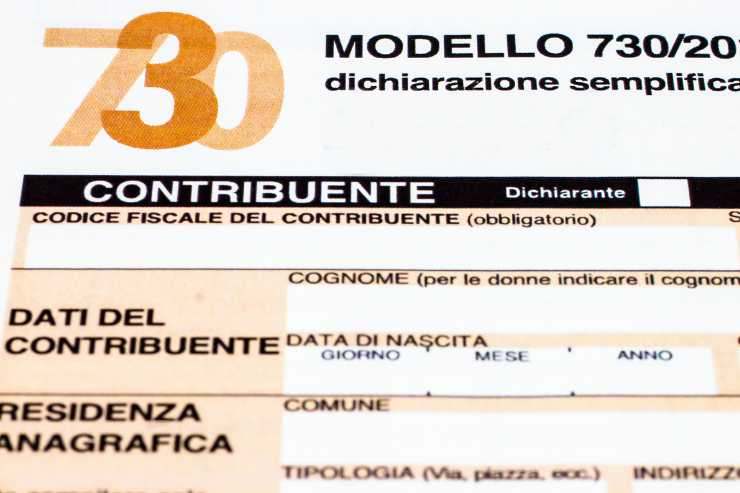 730
MODELLO 730/20
dichiarazione semplifica
CONTRIBUENTE Dichiarante
CODICE FISCALE DEL CONTRIBUENTE (obbligatorio) S
COGNOME (per le donne indicare il cognom
DATI DEL
CONTRIBUENTE
DATA DI NASCITA
GIORNO MESE ANNO
RESIDENZA
ANAGRAFICA
COMUNE
TIPOLOGIA (Via, piazza, ecc.) INDIRIZZ